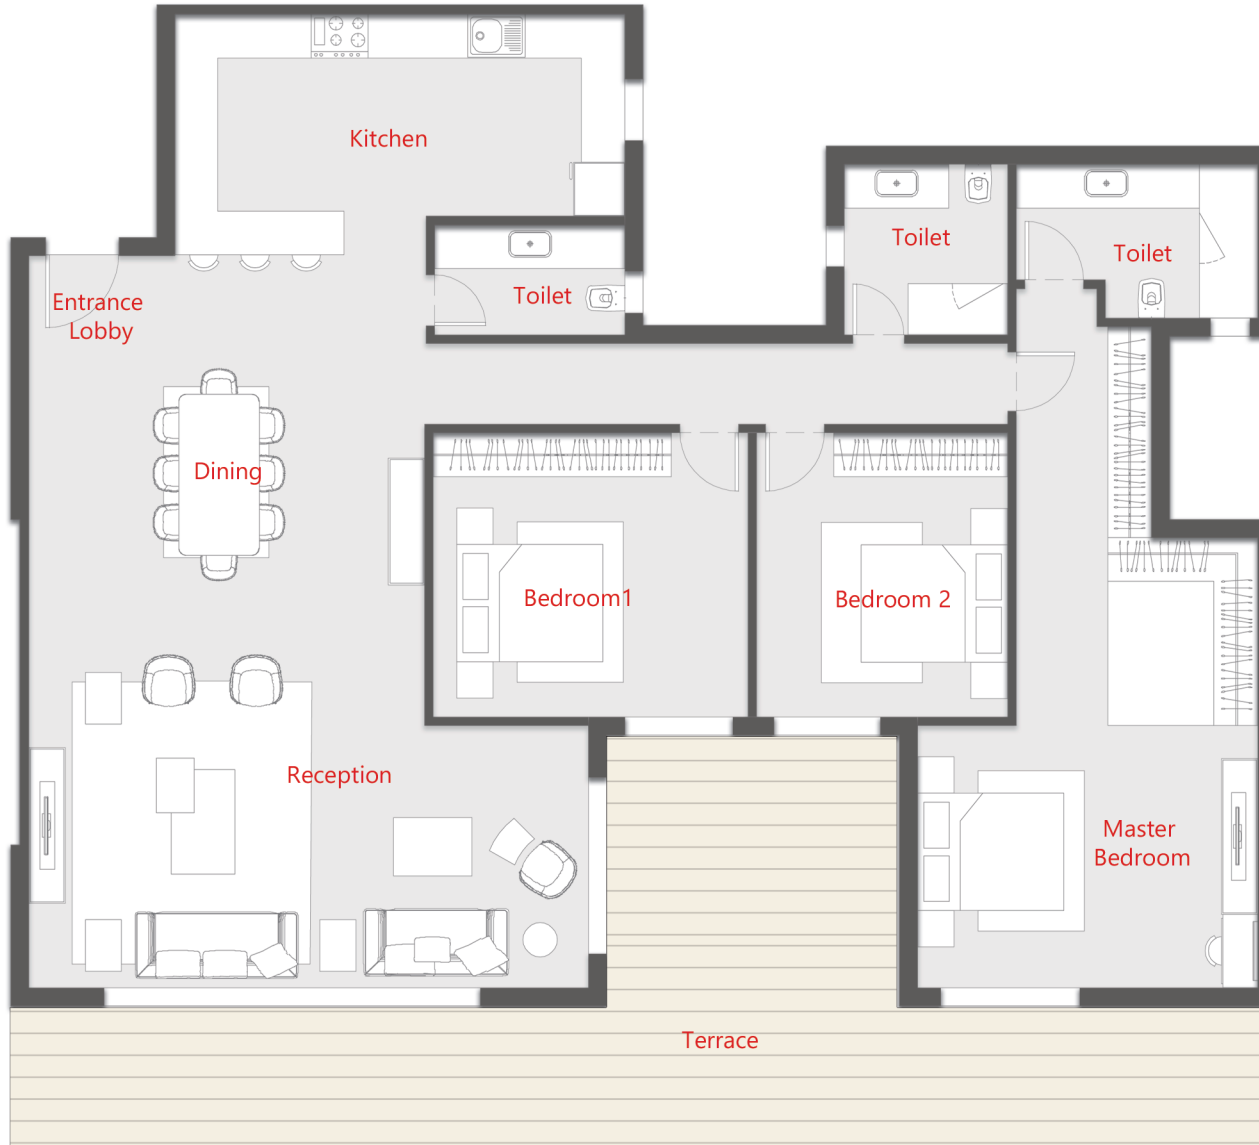 Kitchen
Toilet
Toilet
Toilet
Entrance
Lobby
Dining
Bedroom1
Bedroom 2
Reception
Master
Bedroom
Terrace